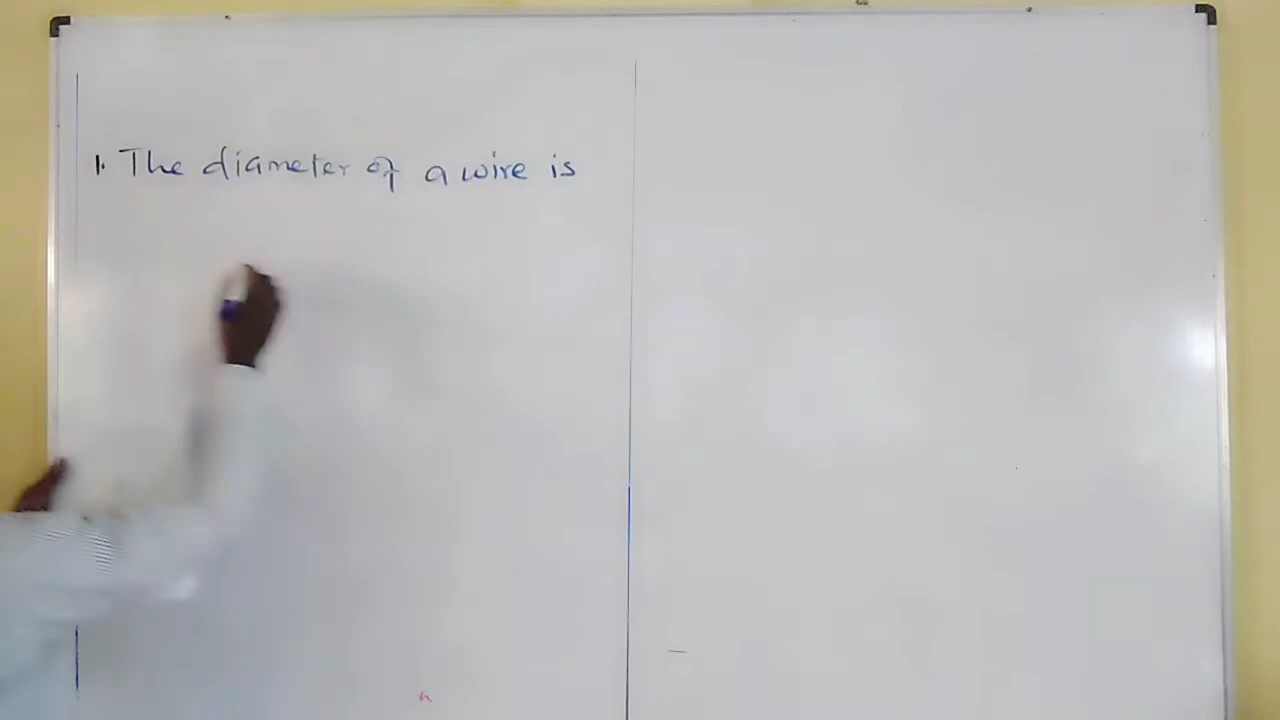 1. The diameter of a wire is
n